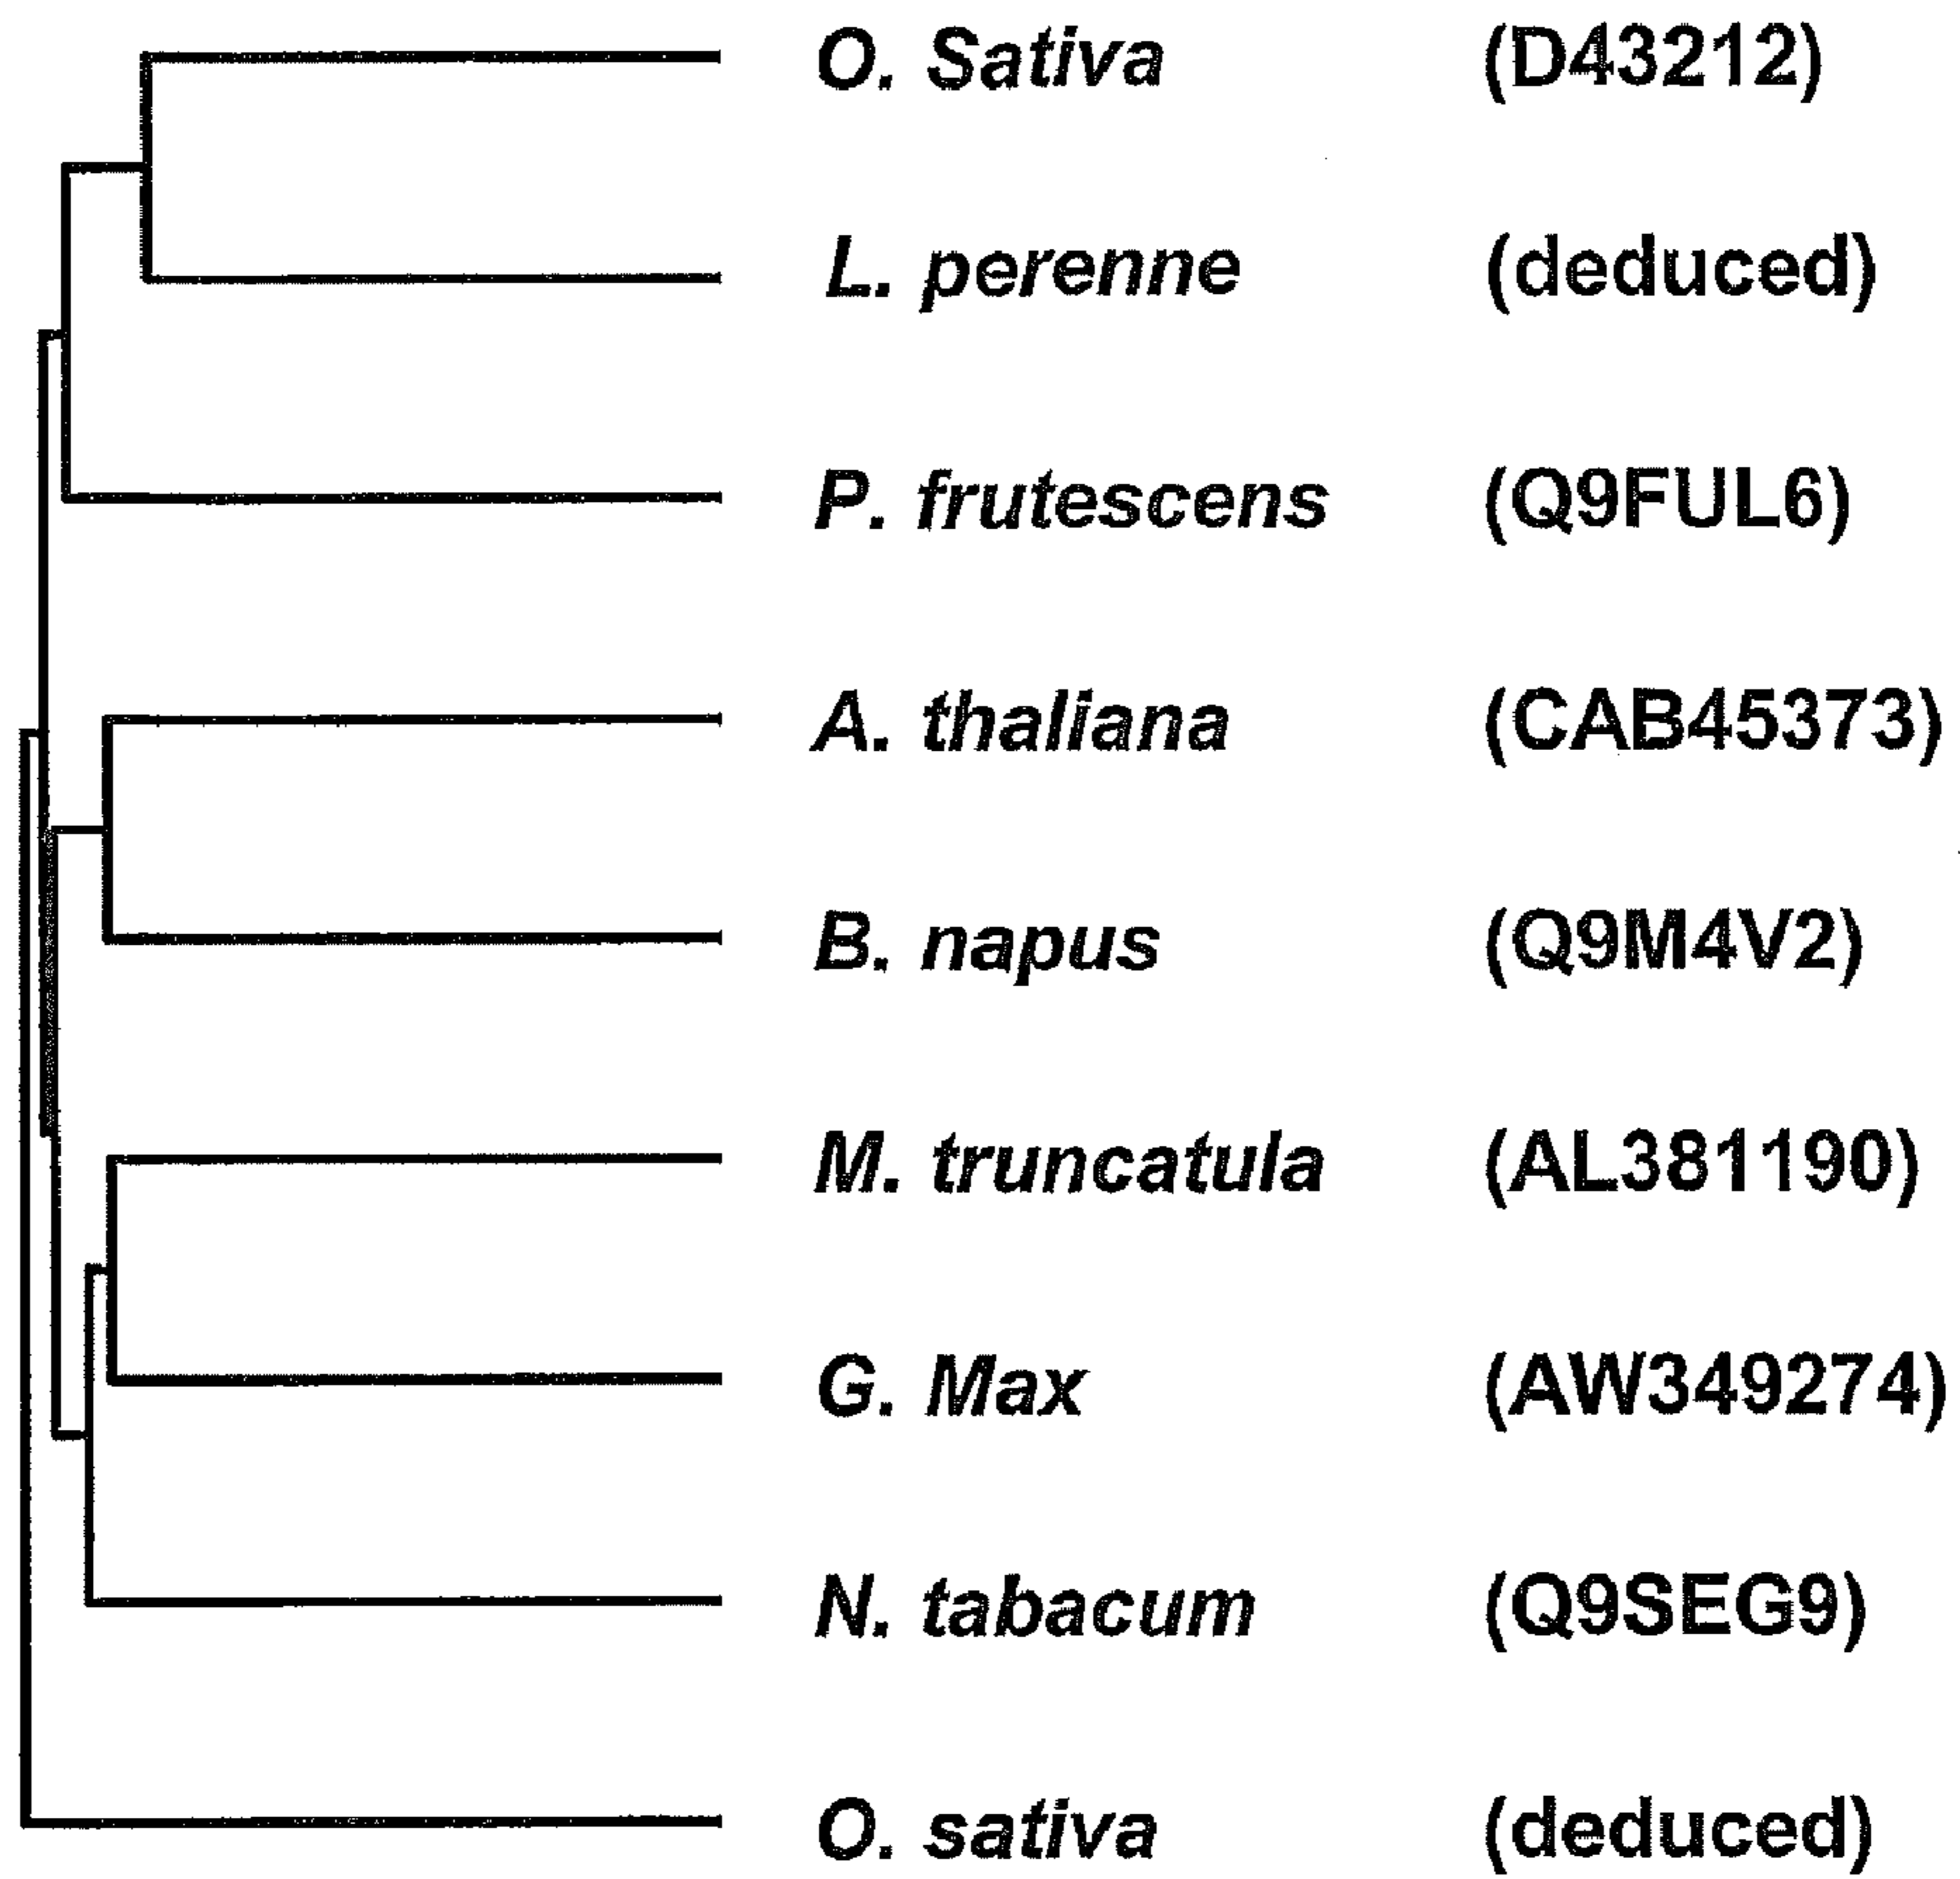 O. Sativa (D43212)
L. perenne (deduced)
P. frutescens (Q9FUL6)
A. thaliana (CAB45373)
B. napus (Q9M4V2)
M. truncatula (AL381190)
G. Max (AW349274)
N. tabacum (Q9SEG9)
O. sativa (deduced)